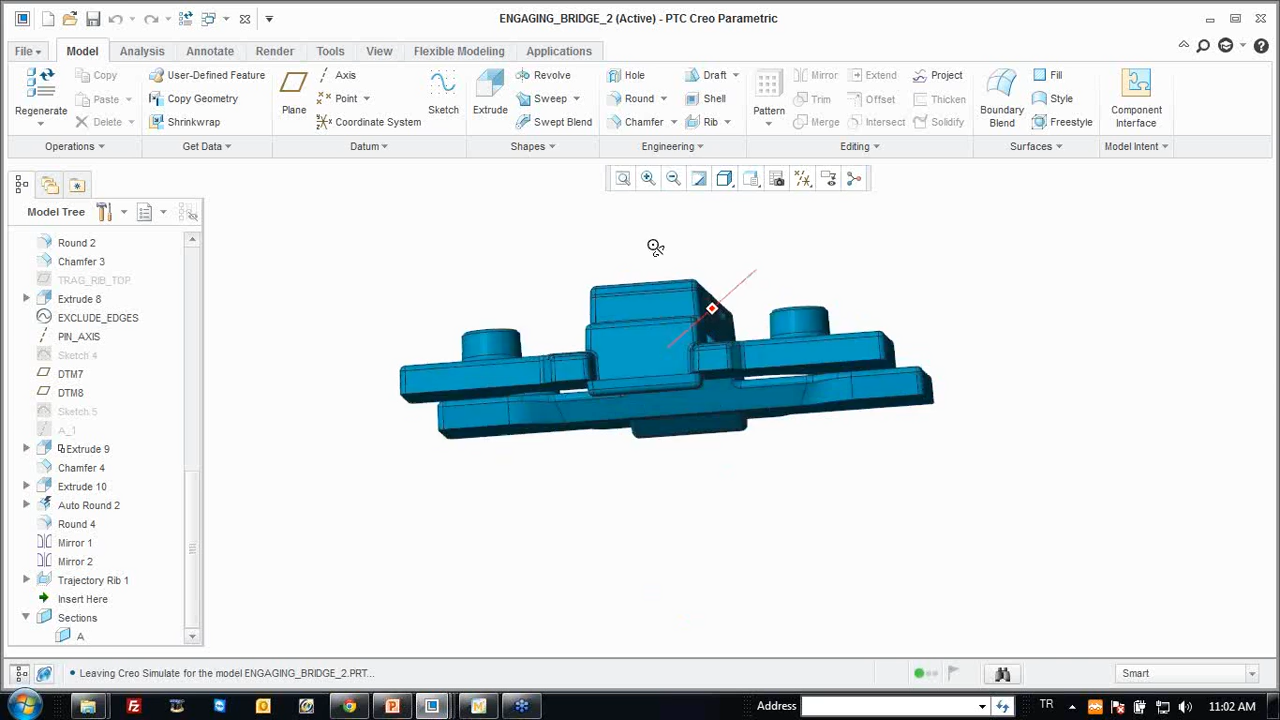 ENGAGING_BRIDGE_2 (Active) - PTC Creo Parametric
File Model Analysis Annotate Render Tools View Flexible Modeling Applications
Regenerate
Copy
Paste
Delete
Operations
User-Defined Feature
Copy Geometry
Shrinkwrap
Get Data
Plane
Axis
Point
Coordinate System
Sketch
Datum
Extrude
Revolve
Sweep
Swept Blend
Shapes
Hole
Round
Chamfer
Draft
Shell
Rib
Engineering
Pattern
Mirror
Trim
Merge
Extend
Offset
Intersect
Project
Thicken
Solidify
Editing
Boundary
Blend
Fill
Style
Freestyle
Surfaces
Component
Interface
Model Intent
Model Tree
Round 2
Chamfer 3
TRAG_RIB_TOP
Extrude 8
EXCLUDE_EDGES
PIN_AXIS
Sketch 4
DTM7
DTM8
Sketch 5
A_1
Extrude 9
Chamfer 4
Extrude 10
Auto Round 2
Round 4
Mirror 1
Mirror 2
Trajectory Rib 1
Insert Here
Sections
A
• Leaving Creo Simulate for the model ENGAGING_BRIDGE_2.PRT...
Smart
Address
TR
11:02 AM